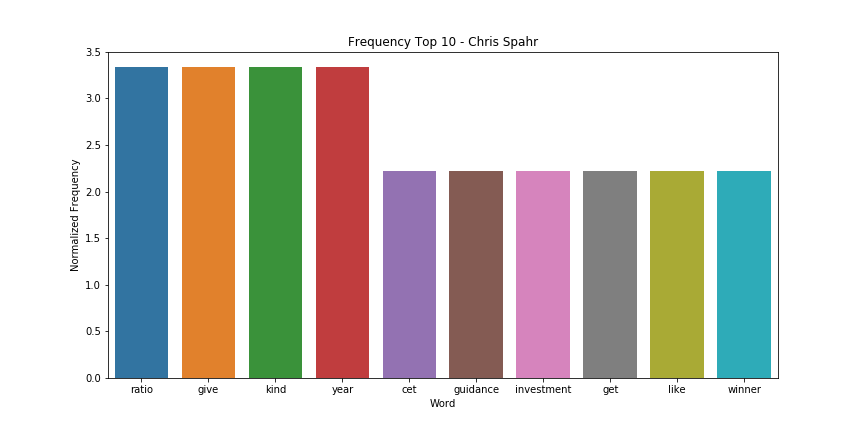 Frequency Top 10 - Chris Spahr
3.5
3.0
2.5
2.0
1.5
1.0
0.5
0.0
Normalized Frequency
ratio give kind year cet guidance investment get like winner
Word